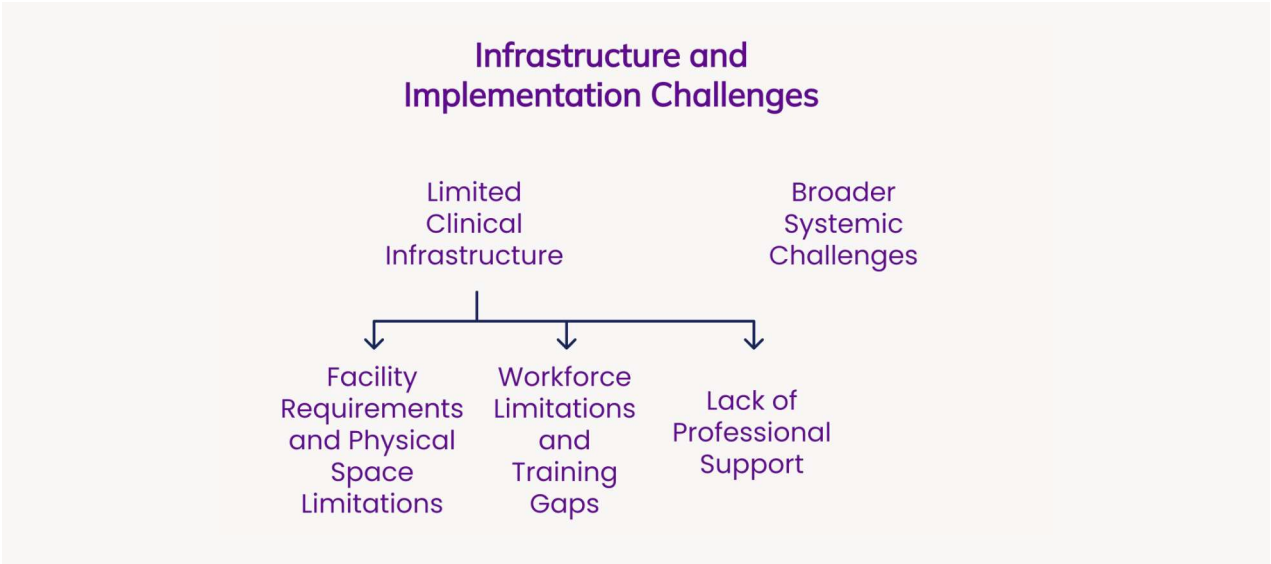 Infrastructure and
Implementation Challenges
Limited
Clinical
Infrastructure
Broader
Systemic
Challenges
Facility
Requirements
and Physical
Space
Limitations
Workforce
Limitations
and
Training
Gaps
Lack of
Professional
Support